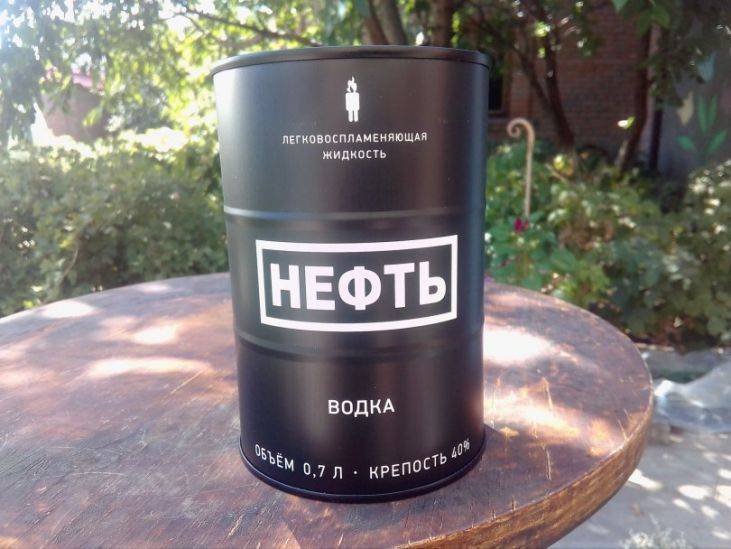 ЛЕГКОВОСПЛАМЕНЯЮЩАЯ
ЖИДКОСТЬ
НЕФТЬ
ВОДКА
ОБЪЁМ 0,7 Л · КРЕПОСТЬ 40%